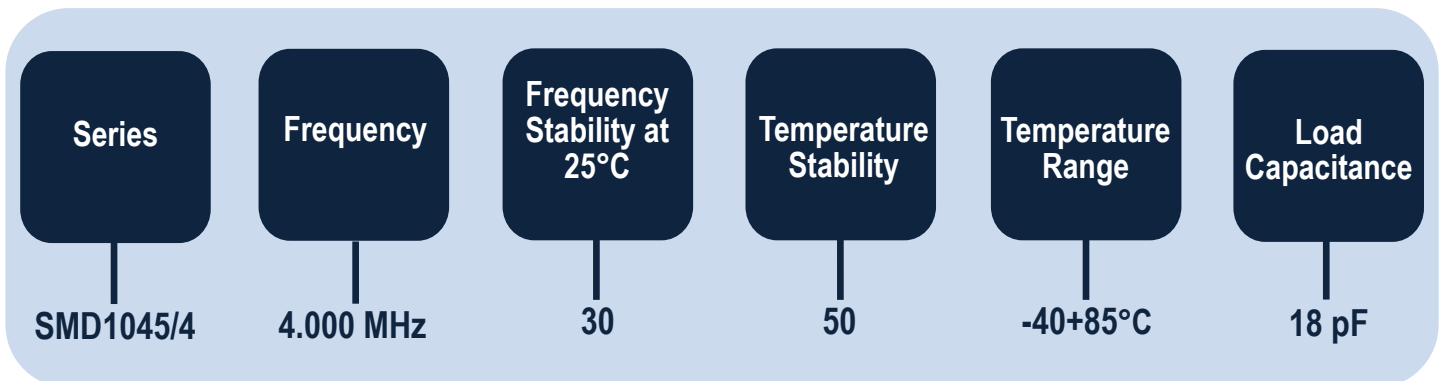 Series
Frequency
Frequency
Stability at
25°C
Temperature
Stability
Temperature
Range
Load
Capacitance
SMD1045/4
4.000 MHz
30
50
-40+85°C
18 pF